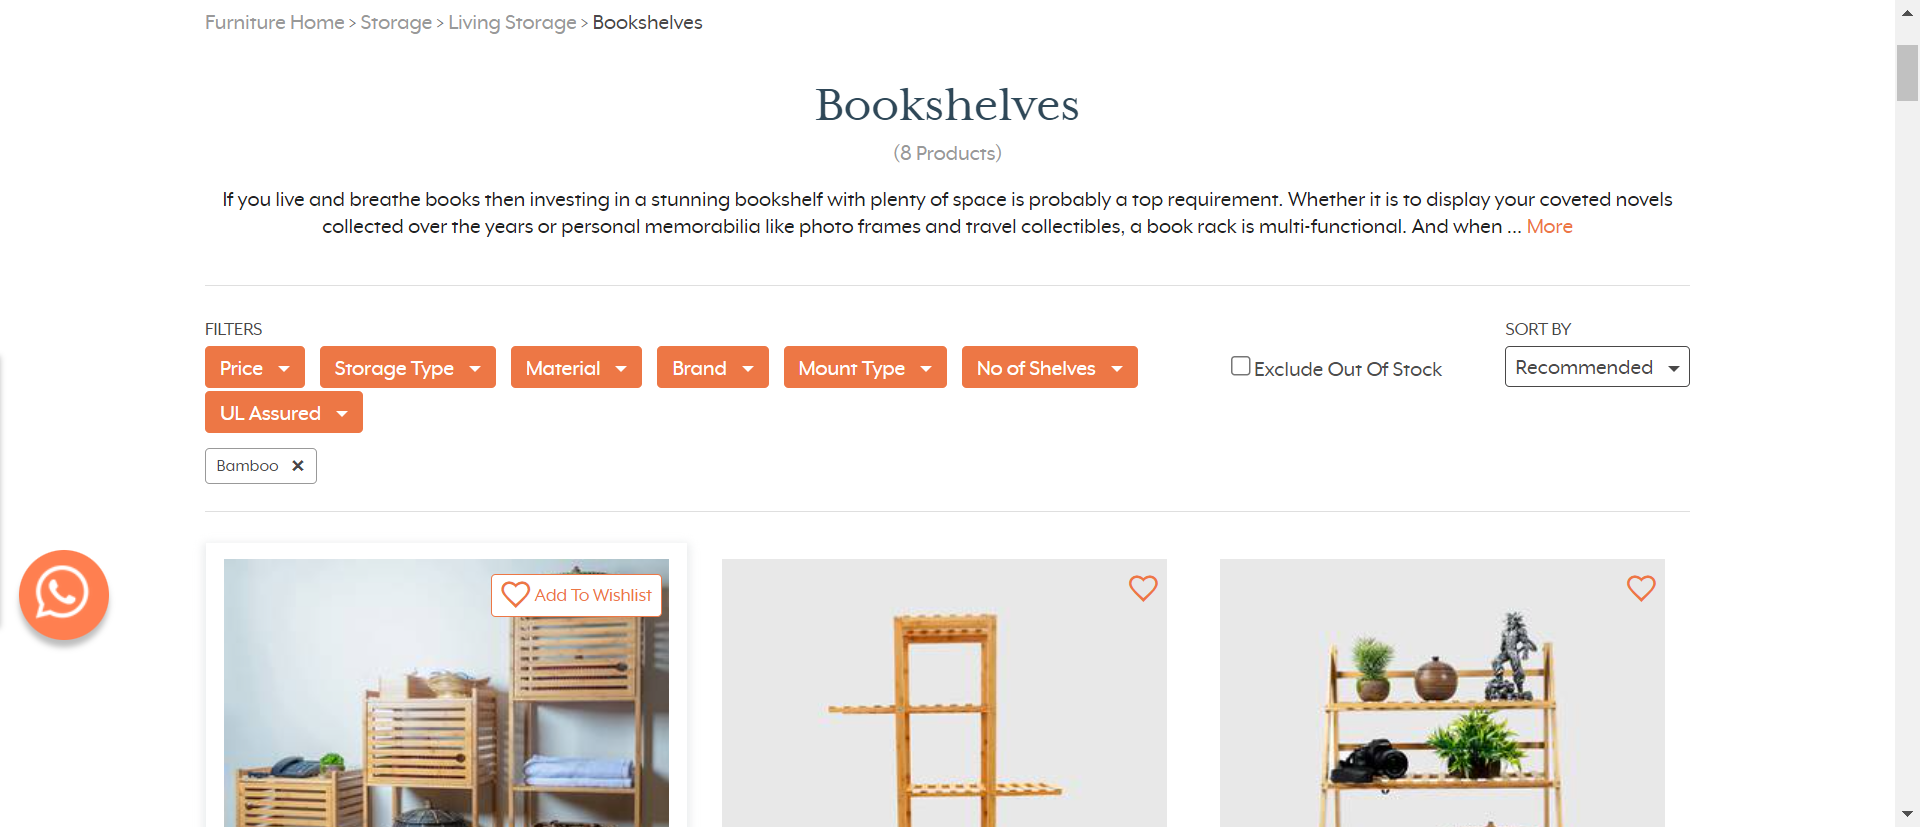 Furniture Home > Storage > Living Storage > Bookshelves
Bookshelves
(8 Products)
If you live and breathe books then investing in a stunning bookshelf with plenty of space is probably a top requirement. Whether it is to display your coveted novels
collected over the years or personal memorabilia like photo frames and travel collectibles, a book rack is multi-functional. And when ... More
FILTERS
SORT BY
Price
Storage Type
Material
Brand
Mount Type
No of Shelves
Exclude Out Of Stock
Recommended
UL Assured
Bamboo ×
Add To Wishlist